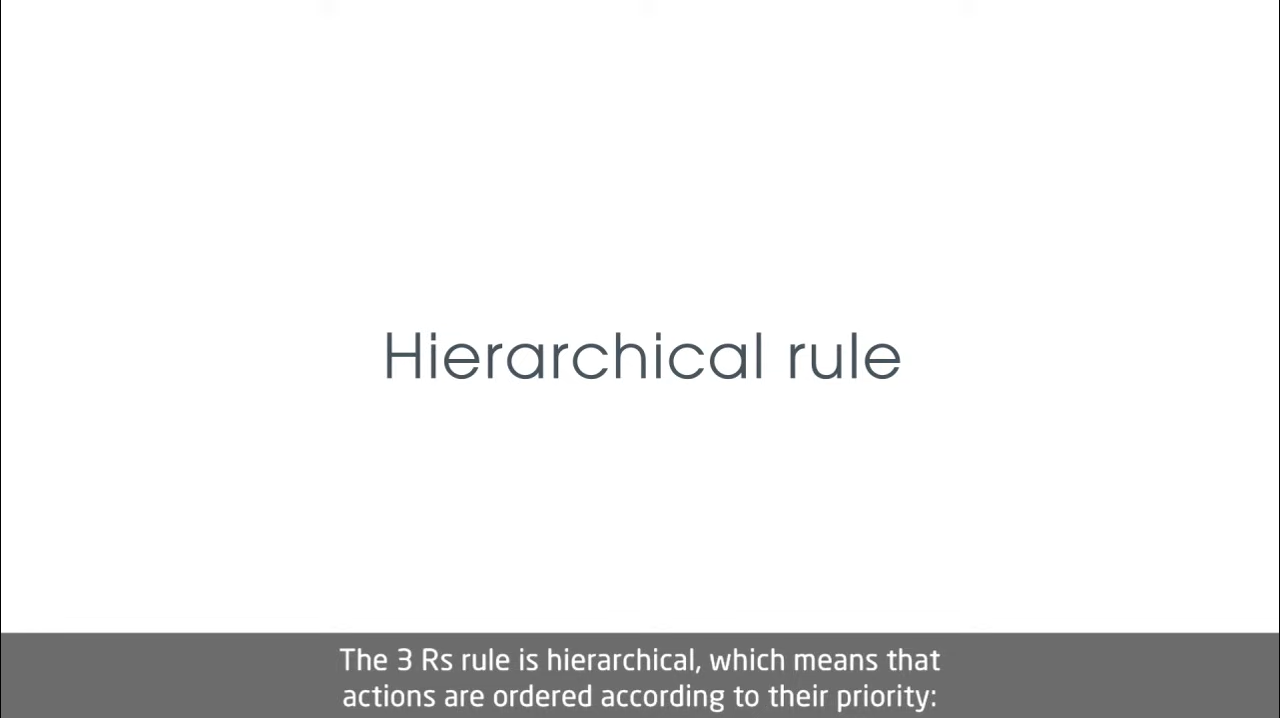 Hierarchical rule
The 3 Rs rule is hierarchical, which means that
actions are ordered according to their priority: